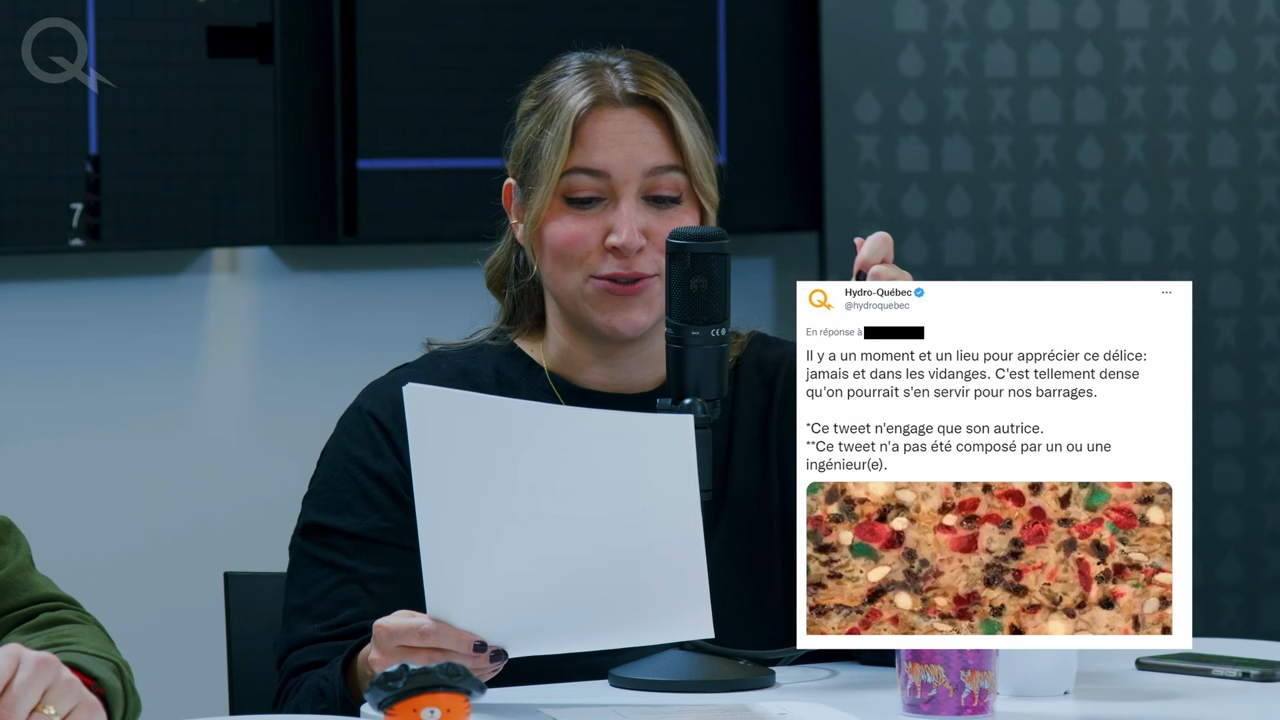 7
CE
Hydro-Québec
@hydroquebec
En réponse à
Il y a un moment et un lieu pour apprécier ce délice:
jamais et dans les vidanges. C'est tellement dense
qu'on pourrait s'en servir pour nos barrages.
*Ce tweet n'engage que son autrice.
**Ce tweet n'a pas été composé par un ou une
ingénieur(e).